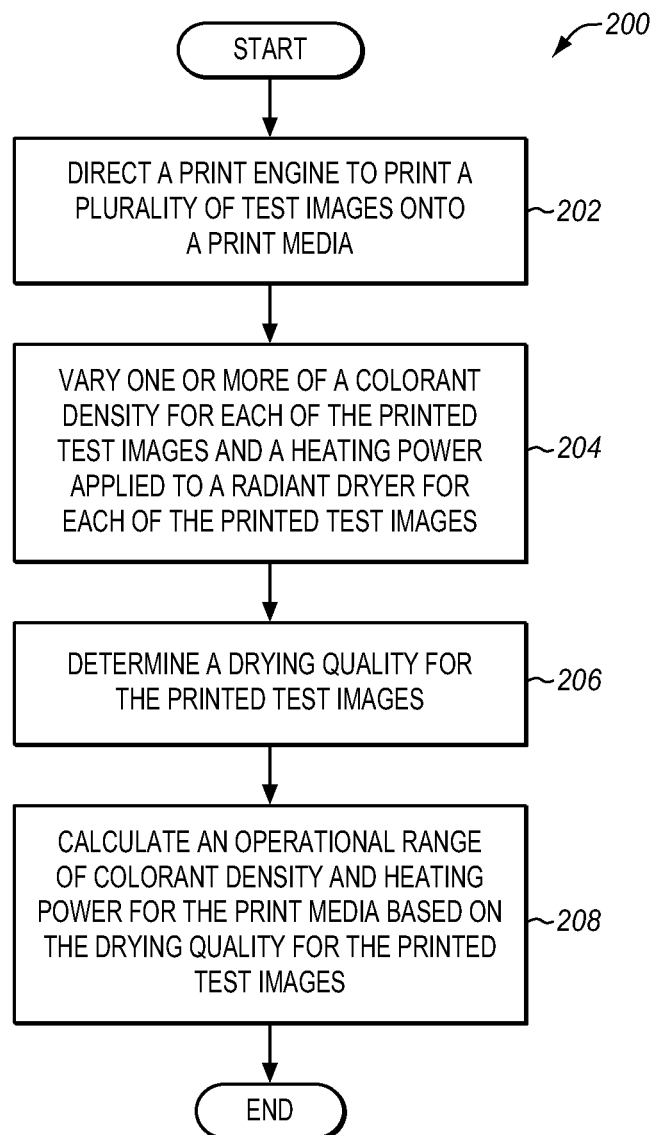 200
START
DIRECT A PRINT ENGINE TO PRINT A
PLURALITY OF TEST IMAGES ONTO
A PRINT MEDIA
202
VARY ONE OR MORE OF A COLORANT
DENSITY FOR EACH OF THE PRINTED
TEST IMAGES AND A HEATING POWER
APPLIED TO A RADIANT DRYER FOR
EACH OF THE PRINTED TEST IMAGES
204
DETERMINE A DRYING QUALITY FOR
THE PRINTED TEST IMAGES
206
CALCULATE AN OPERATIONAL RANGE
OF COLORANT DENSITY AND HEATING
POWER FOR THE PRINT MEDIA BASED ON
THE DRYING QUALITY FOR THE PRINTED
TEST IMAGES
208
END